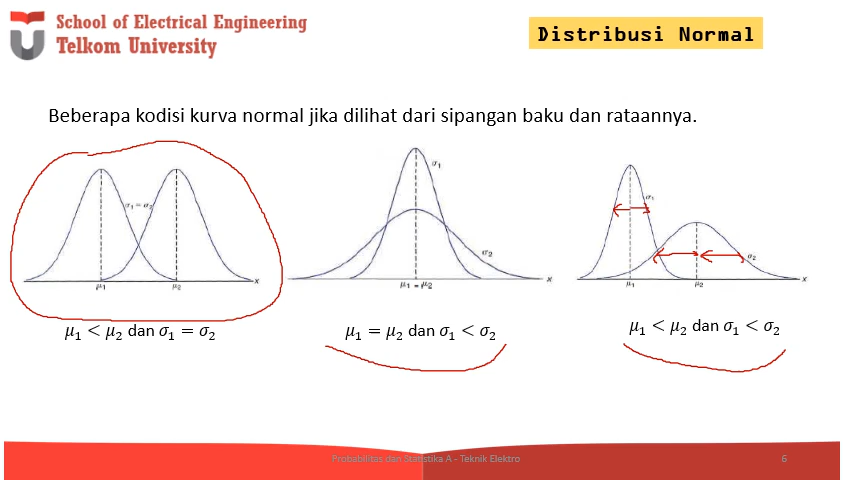 School of Electrical Engineering
Telkom University
Distribusi Normal
Beberapa kodisi kurva normal jika dilihat dari sipangan baku dan rataannya.
σ₁ = σ₂
μ₁
μ₂
x
μ₁ < μ₂ dan σ₁ = σ₂
σ₁
σ₂
μ₁ = μ₂
x
μ₁ = μ₂ dan σ₁ < σ₂
σ₁
σ₂
μ₁
μ₂
x
μ₁ < μ₂ dan σ₁ < σ₂
Probabilitas dan Statistika A - Teknik Elektro
6